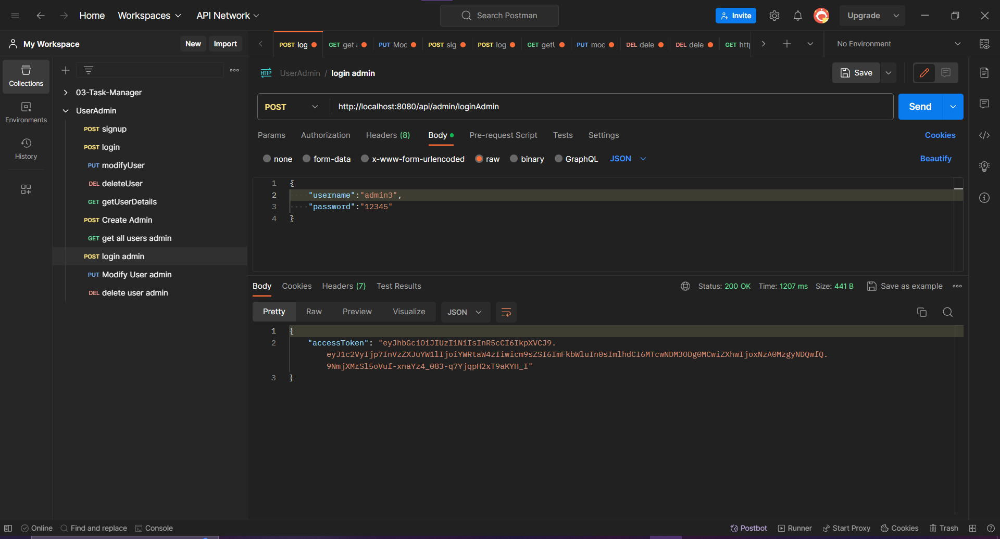 Home Workspaces API Network Search Postman Invite Upgrade
My Workspace New Import
POST log GET get a PUT Moc POST sig POST log GET getU PUT moc DEL dele DEL dele GET http No Environment
Collections
Environments
History
03-Task-Manager
UserAdmin
POST signup
POST login
PUT modifyUser
DEL deleteUser
GET getUserDetails
POST Create Admin
GET get all users admin
POST login admin
PUT Modify User admin
DEL delete user admin
HTTP UserAdmin / login admin Save
POST http://localhost:8080/api/admin/loginAdmin Send
Params Authorization Headers (8) Body Pre-request Script Tests Settings Cookies
none form-data x-www-form-urlencoded raw binary GraphQL JSON Beautify
1 {
2 "username":"admin3",
3 "password":"12345"
4 }
Body Cookies Headers (7) Test Results Status: 200 OK Time: 1207 ms Size: 441 B Save as example
Pretty Raw Preview Visualize JSON
1 {
2 "accessToken": "eyJhbGciOiJIUzI1NiIsInR5cCI6IkpXVCJ9.
eyJ1c2VyIjp7InVzZXJuYW1lIjoiYWRtaW4zIiwicm9sZSI6ImFkbWluIn0sImlhdCI6MTcwNDM3ODg0MCwiZXhwIjoxNzA0MzgyNDQwfQ.
9NmjXMrSl5oVuf-xnaYz4_083-q7YjqpH2xT9aKYH_I"
3 }
Online Find and replace Console Postbot Runner Start Proxy Cookies Trash